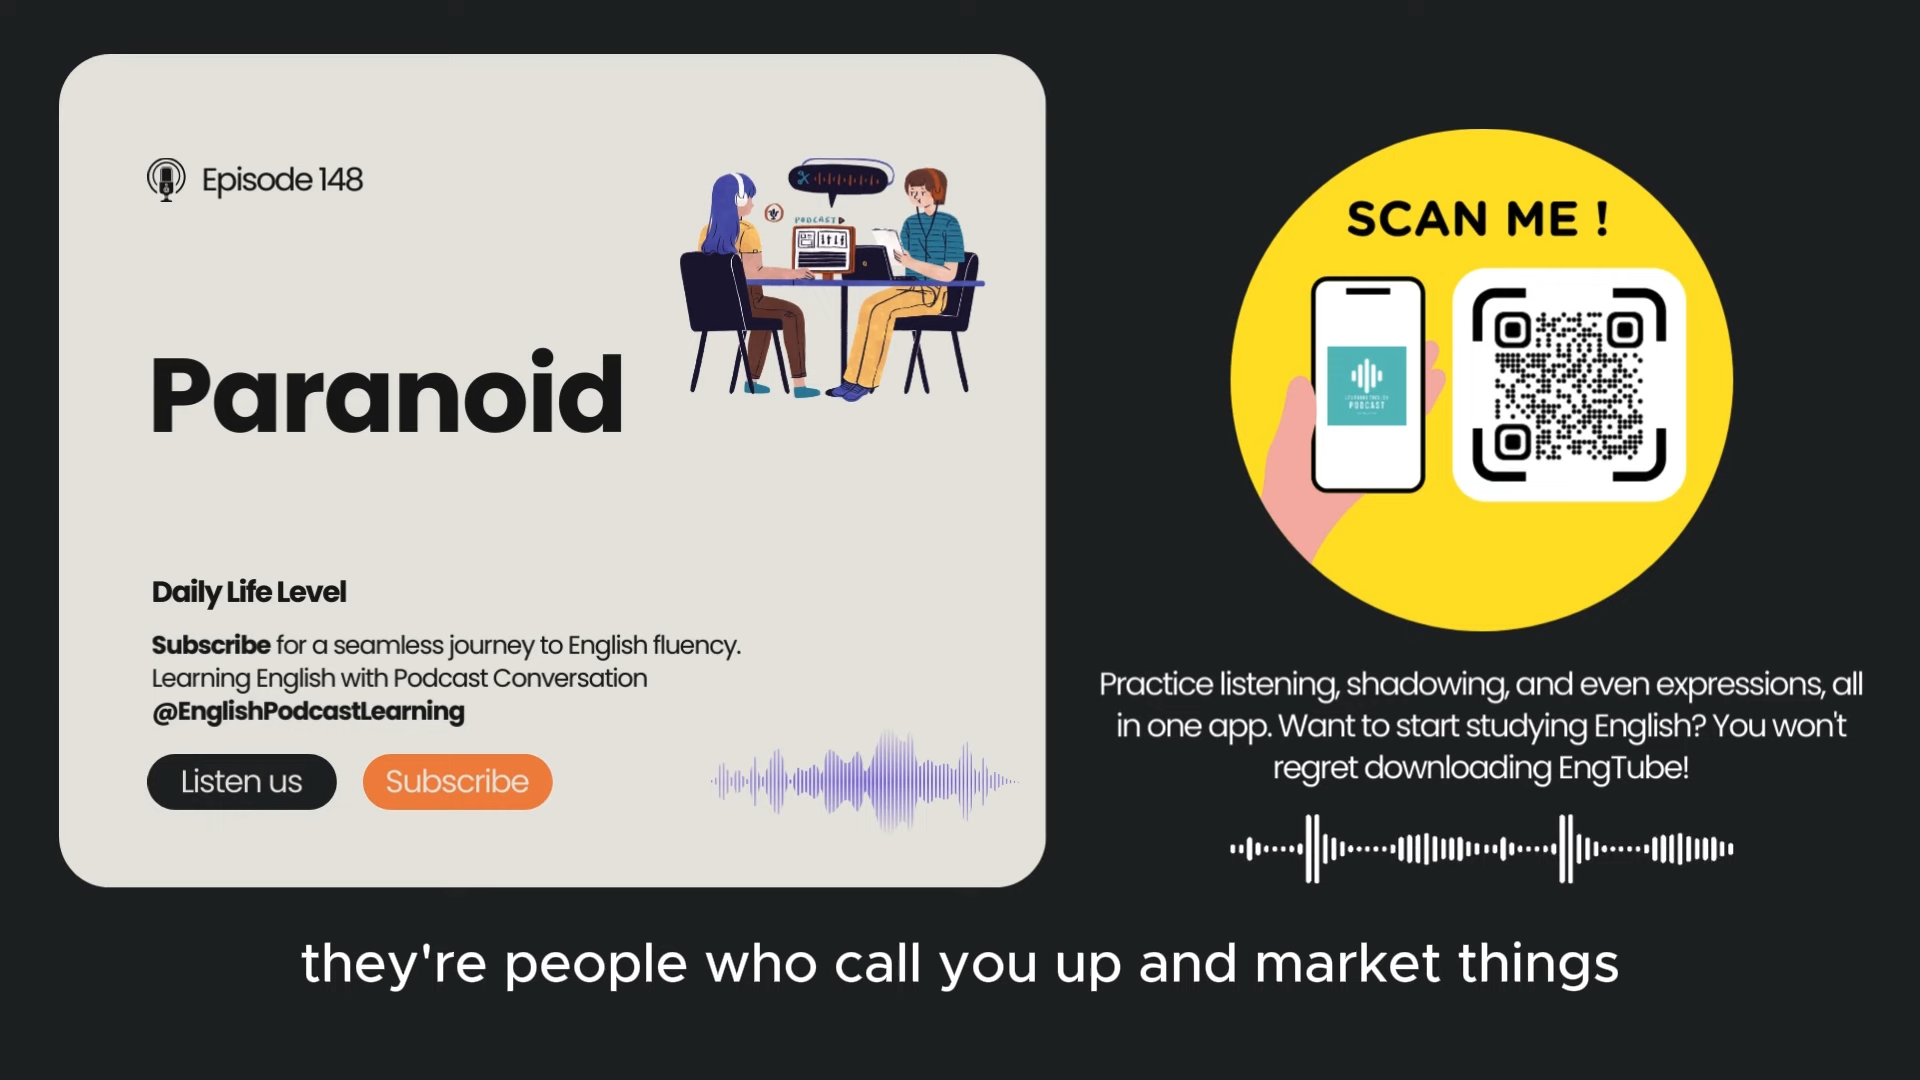 Episode 148
PODCAST
Paranoid
Daily Life Level
Subscribe for a seamless journey to English fluency.
Learning English with Podcast Conversation
@EnglishPodcastLearning
Listen us
Subscribe
SCAN ME !
PODCAST
Practice listening, shadowing, and even expressions, all
in one app. Want to start studying English? You won't
regret downloading EngTube!
they're people who call you up and market things